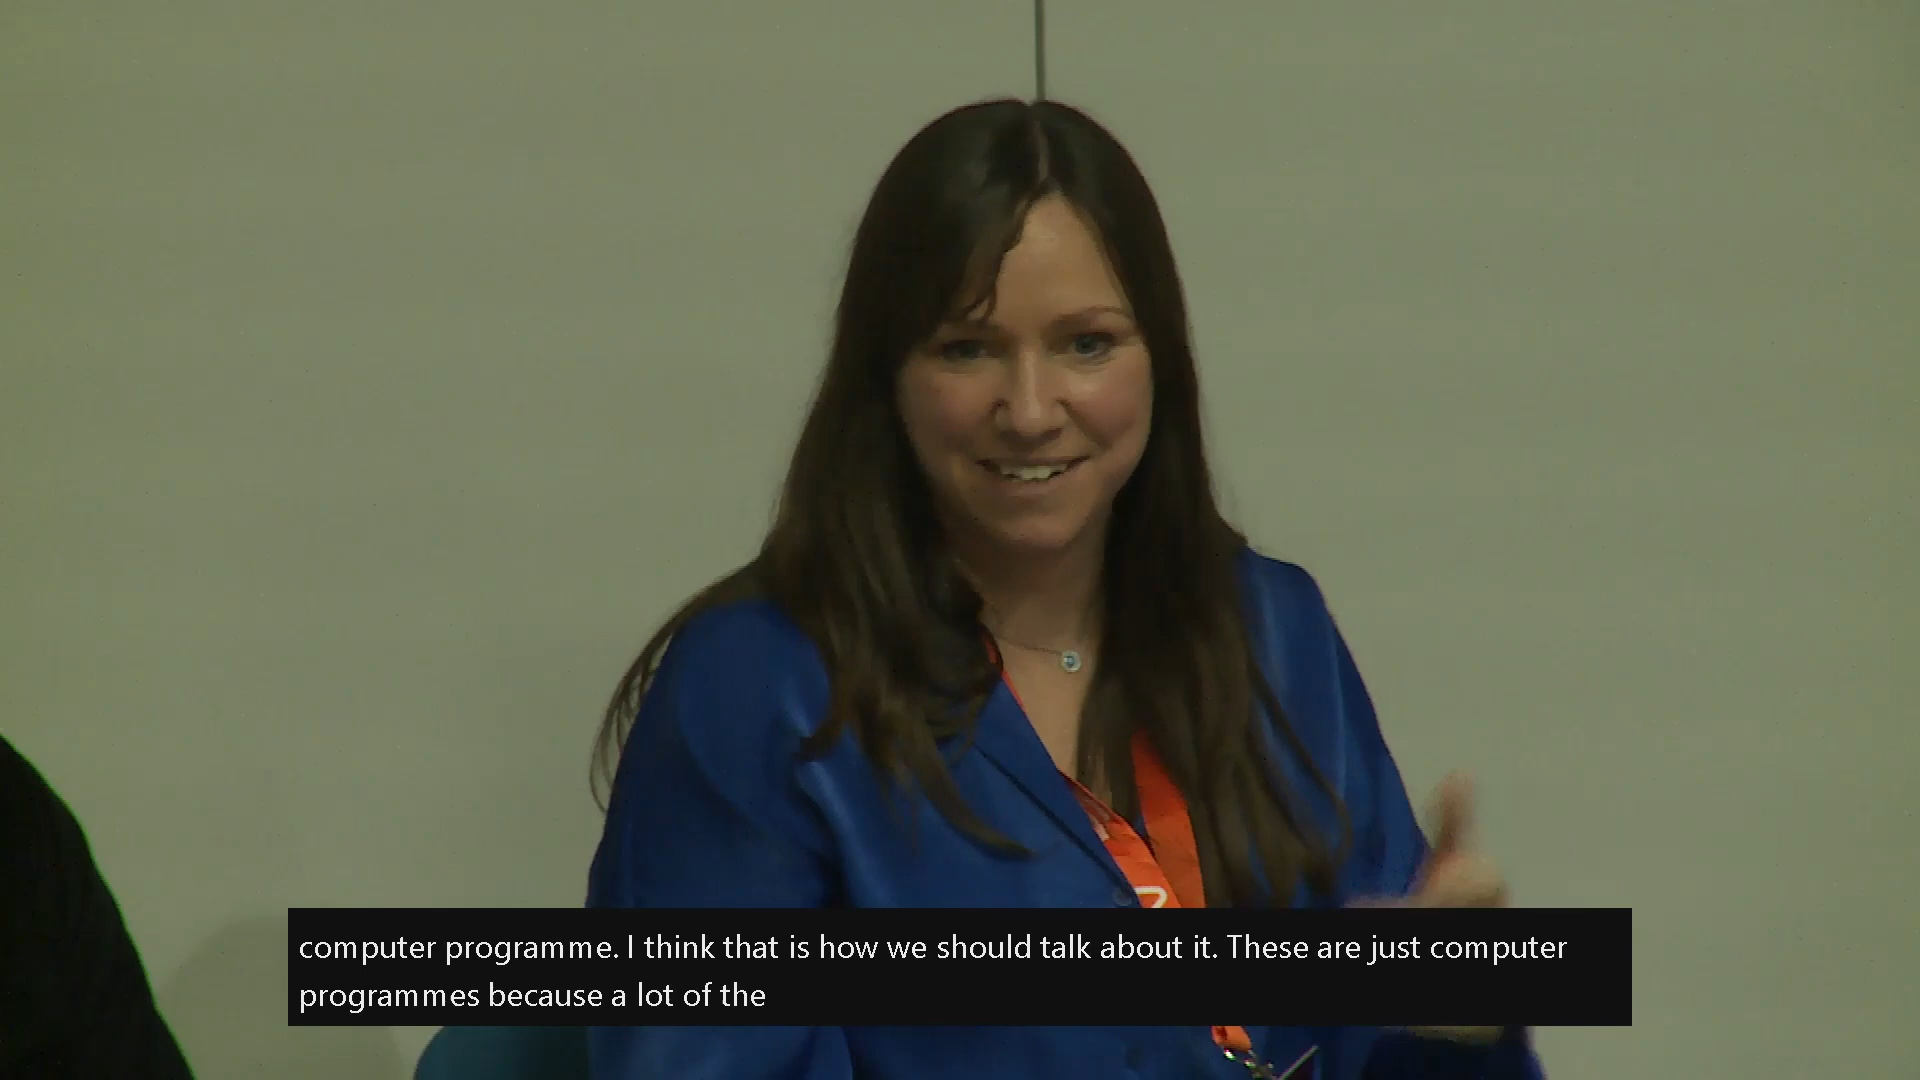 computer programme. I think that is how we should talk about it. These are just computer
programmes because a lot of the